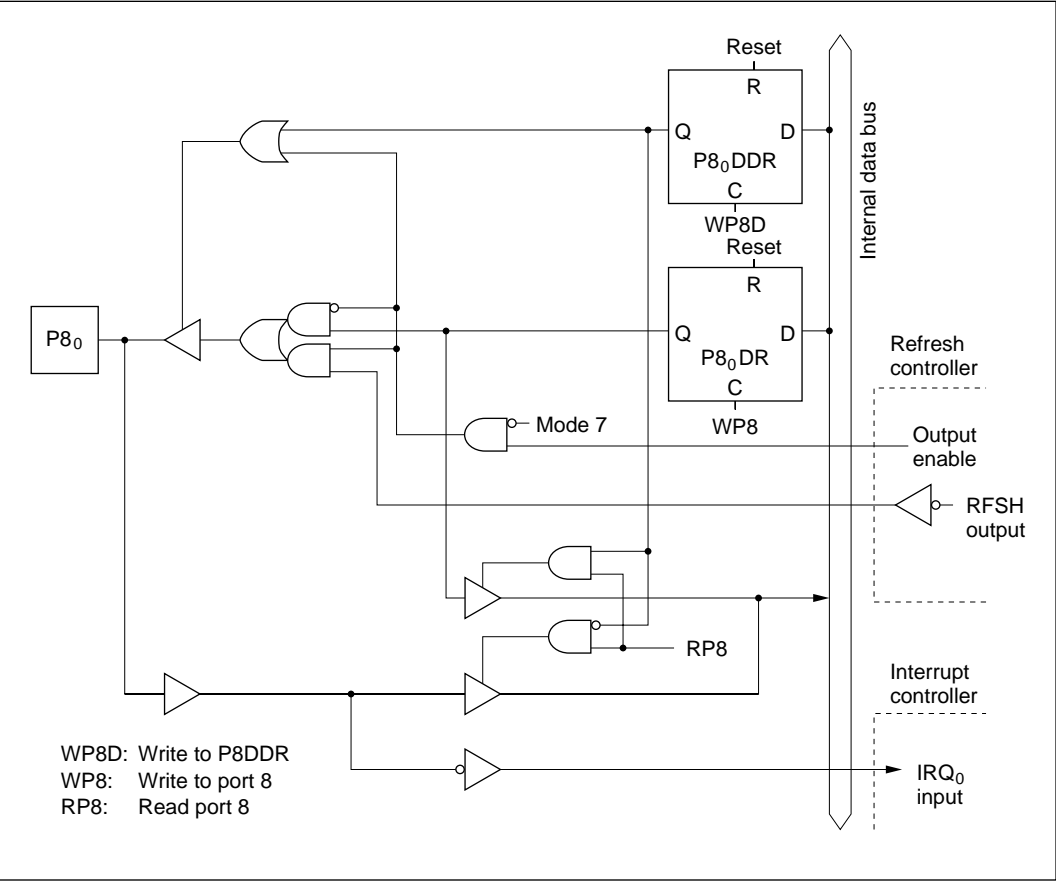 Reset
R
Q
D
P8₀DDR
C
WP8D
Reset
R
Q
D
P8₀DR
C
WP8
Internal data bus
P8₀
Refresh
controller
Mode 7
Output
enable
RFSH
output
RP8
Interrupt
controller
WP8D: Write to P8DDR
WP8: Write to port 8
RP8: Read port 8
IRQ₀
input